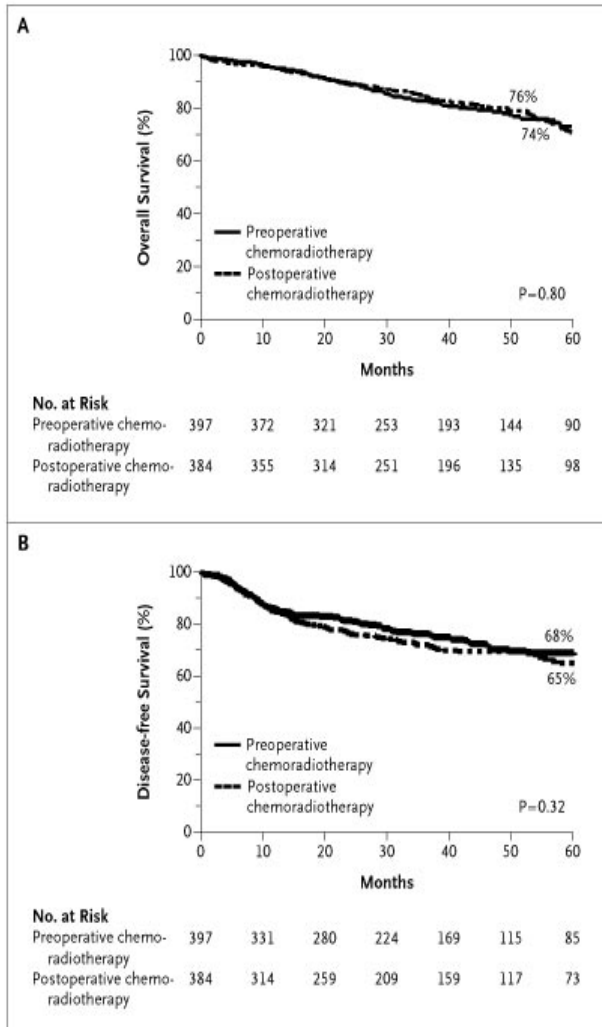 A
Overall Survival (%)
100
80
60
40
20
0
76%
74%
Preoperative
chemoradiotherapy
Postoperative
chemoradiotherapy
P=0.80
0 10 20 30 40 50 60
Months
No. at Risk
Preoperative chemo-
radiotherapy
397 372 321 253 193 144 90
Postoperative chemo-
radiotherapy
384 355 314 251 196 135 98
B
Disease-free Survival (%)
100
80
60
40
20
0
68%
65%
Preoperative
chemoradiotherapy
Postoperative
chemoradiotherapy
P=0.32
0 10 20 30 40 50 60
Months
No. at Risk
Preoperative chemo-
radiotherapy
397 331 280 224 169 115 85
Postoperative chemo-
radiotherapy
384 314 259 209 159 117 73